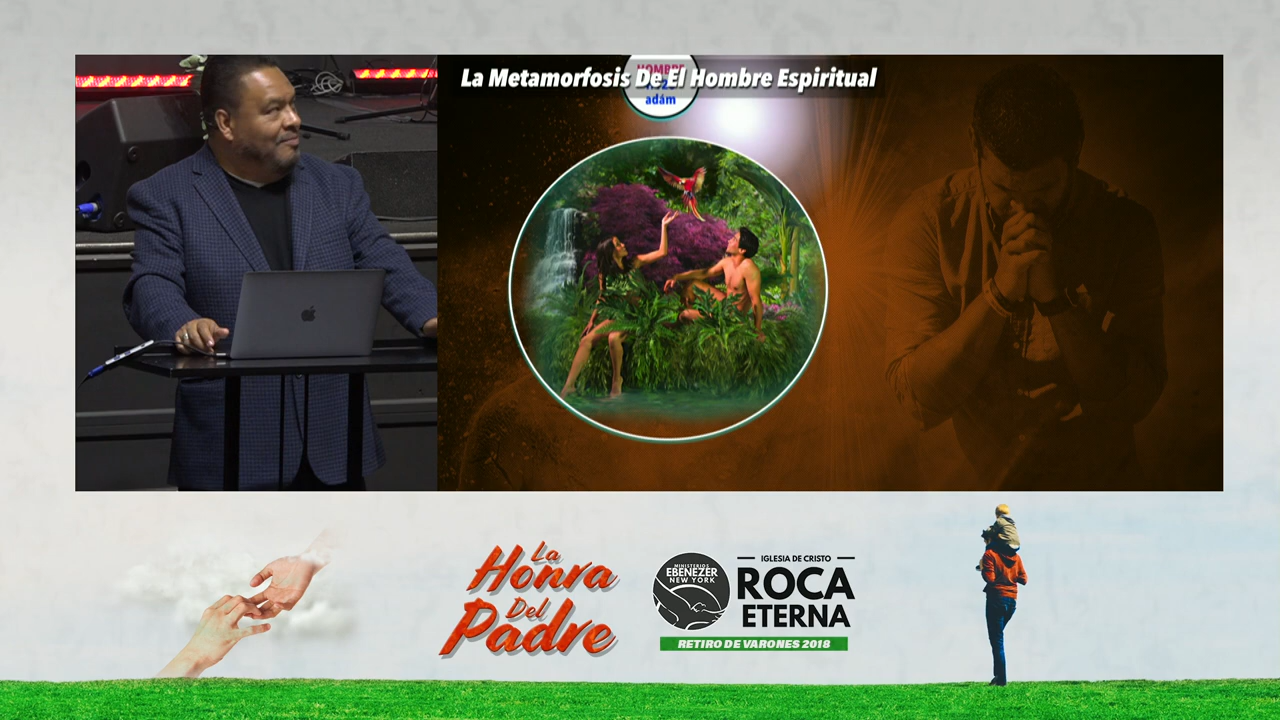 La Metamorfosis De El Hombre Espiritual
HOMBRE
adám
La
Honra
Del
Padre
MINISTERIOS
EBENEZER
NEW YORK
IGLESIA DE CRISTO
ROCA
ETERNA
RETIRO DE VARONES 2018